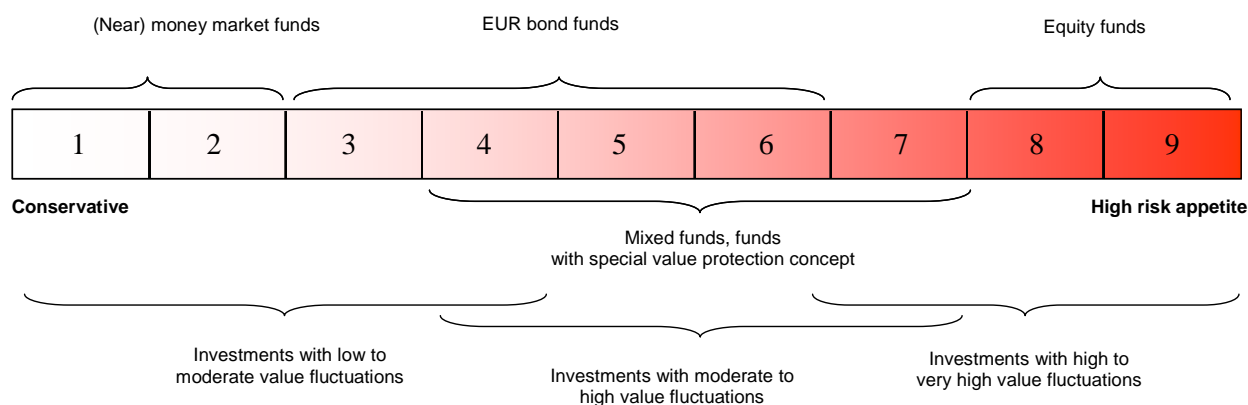 (Near) money market funds
EUR bond funds
Equity funds
1 2 3 4 5 6 7 8 9
Conservative
High risk appetite
Mixed funds, funds
with special value protection concept
Investments with low to
moderate value fluctuations
Investments with moderate to
high value fluctuations
Investments with high to
very high value fluctuations